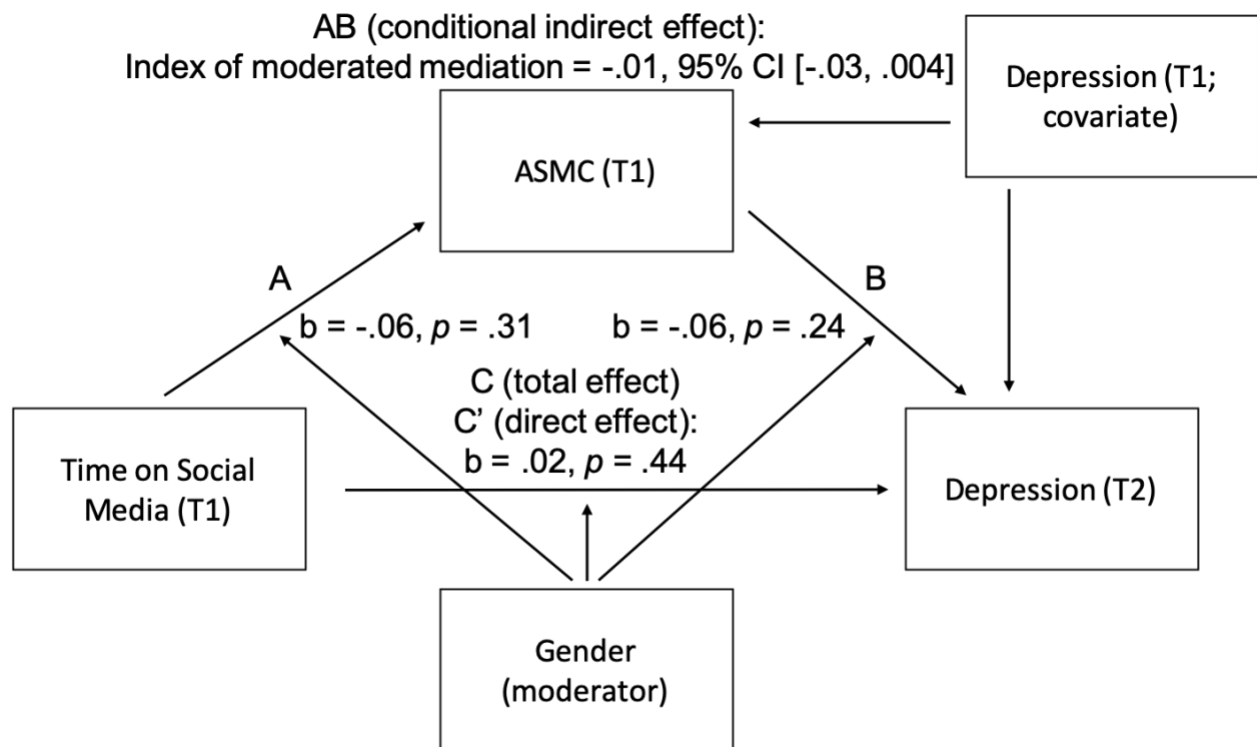 AB (conditional indirect effect):
Index of moderated mediation = -.01, 95% CI [-.03, .004]
Depression (T1;
covariate)
ASMC (T1)
A
B
b = -.06, p = .31
b = -.06, p = .24
C (total effect)
C’ (direct effect):
b = .02, p = .44
Time on Social
Media (T1)
Depression (T2)
Gender
(moderator)